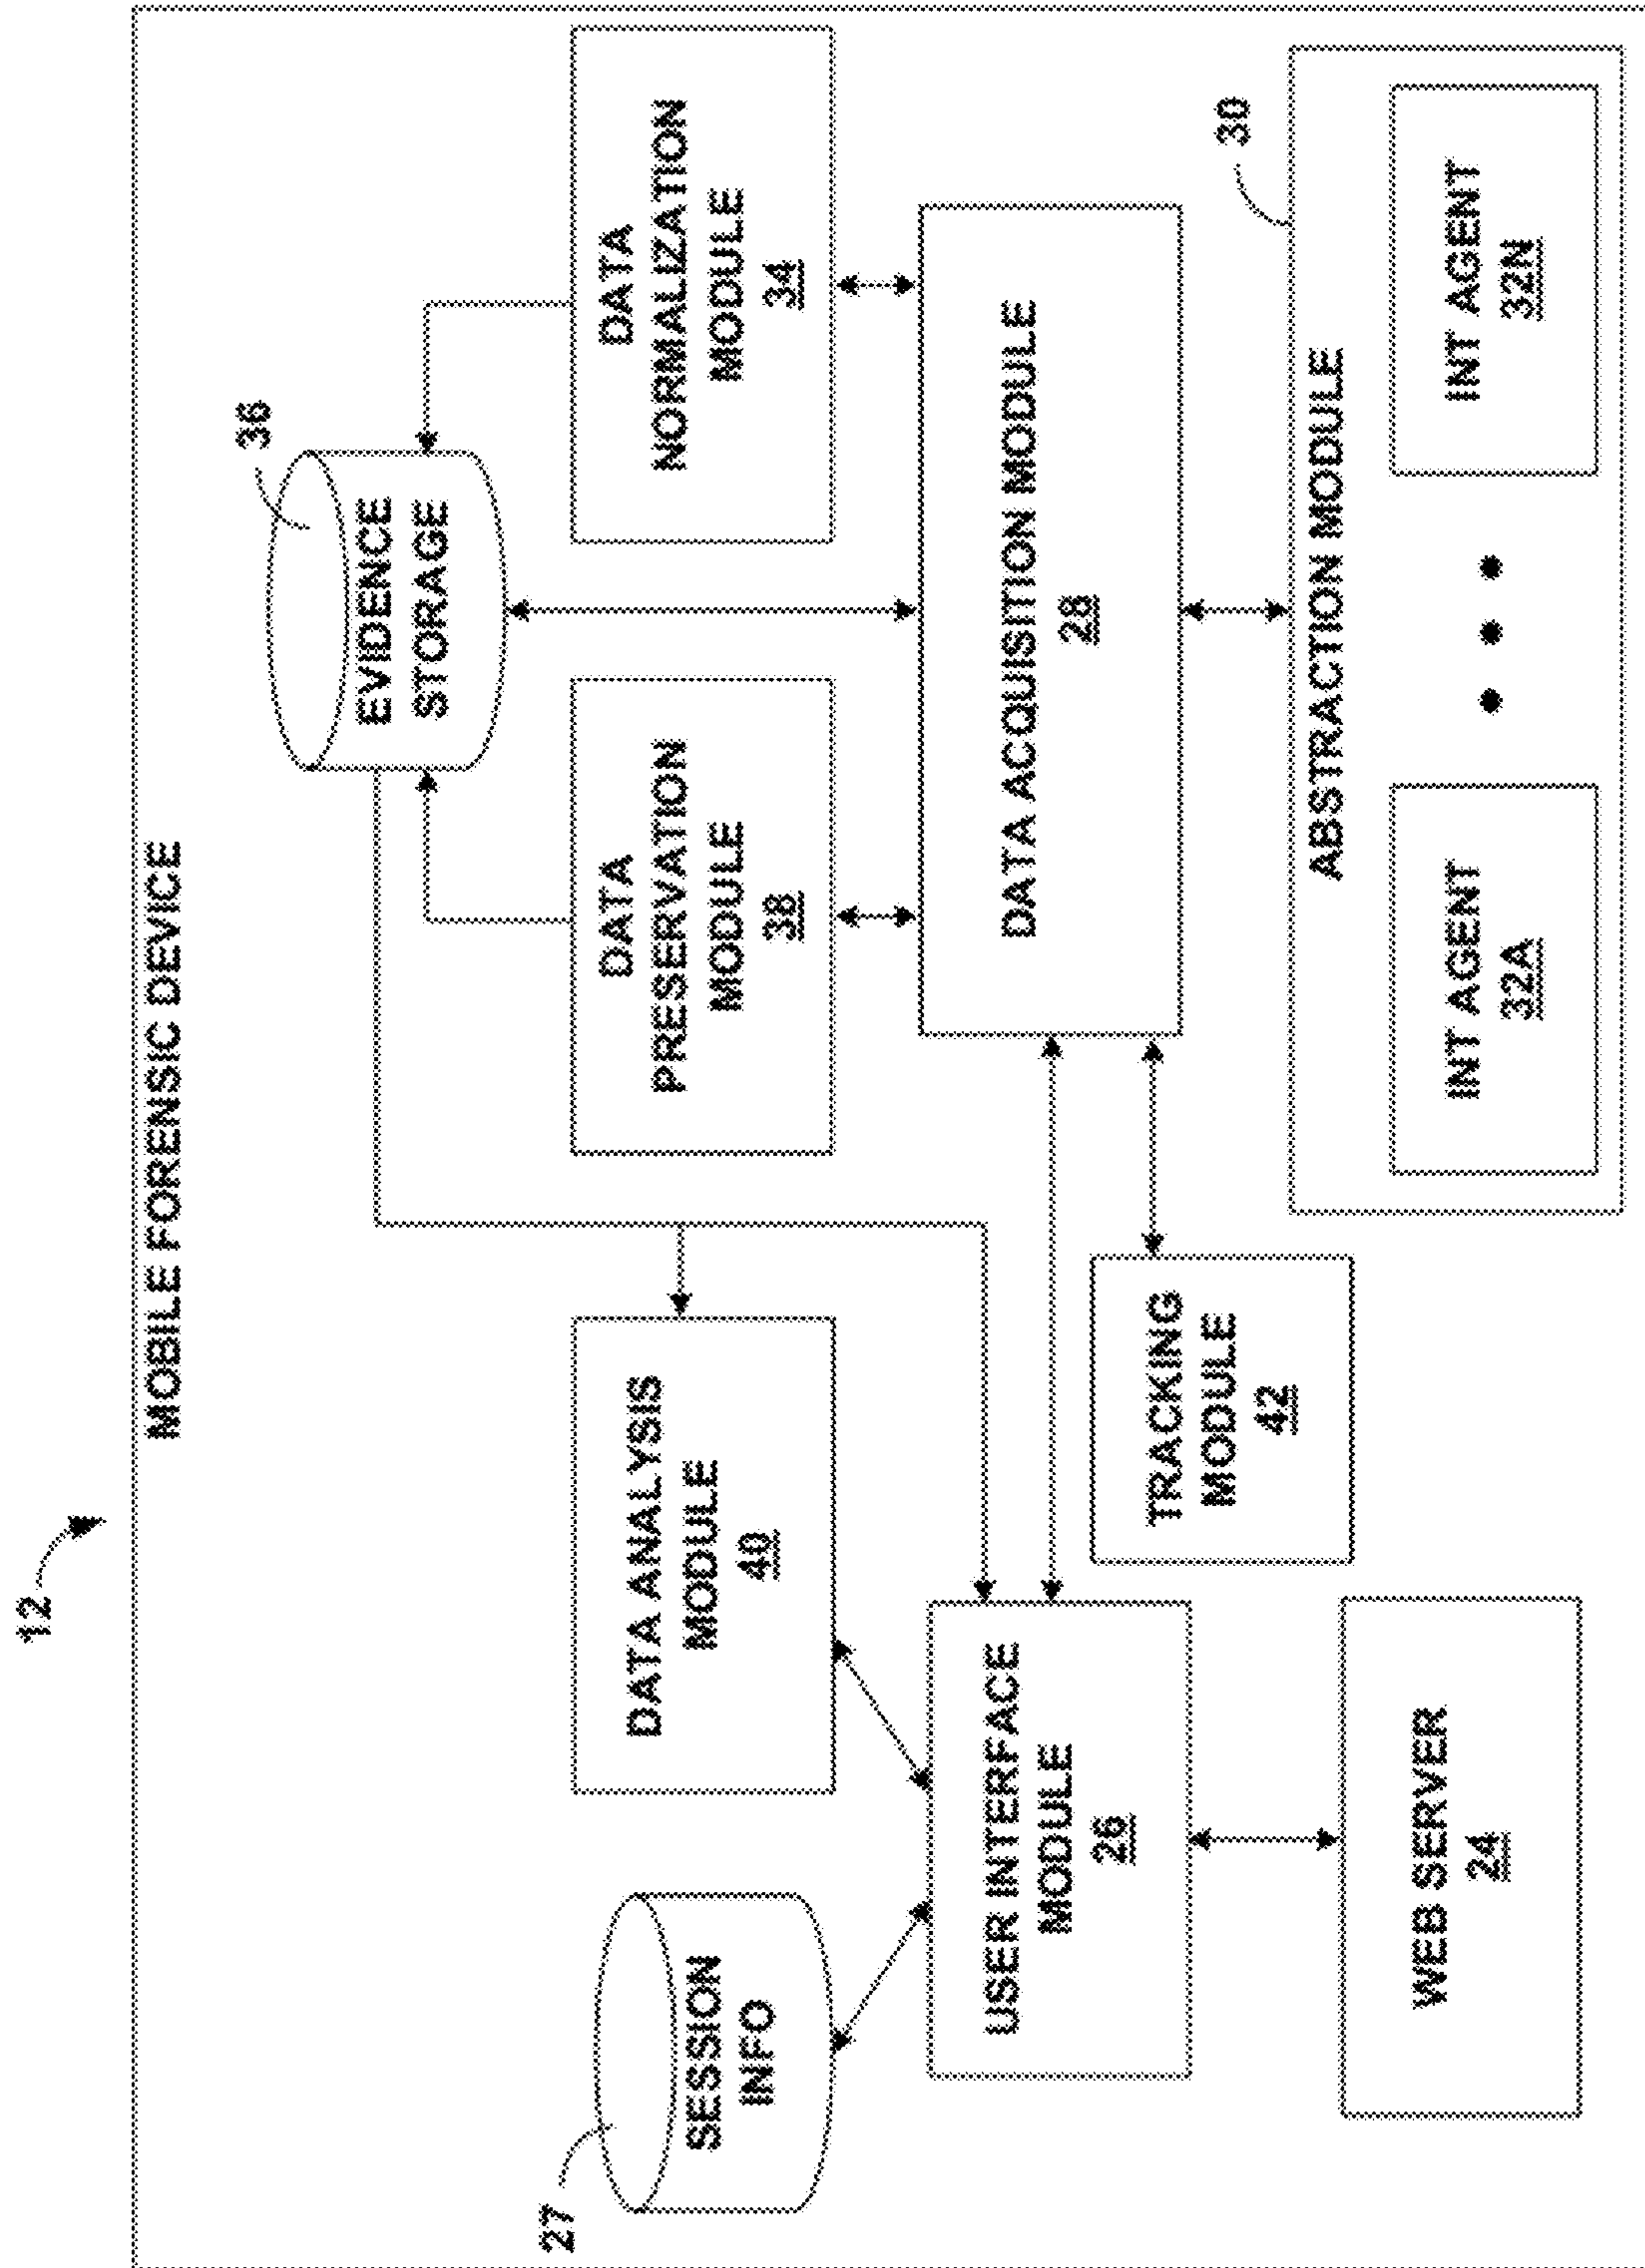 12
MOBILE FORENSIC DEVICE
36
EVIDENCE
STORAGE
27
SESSION
INFO
DATA ANALYSIS
MODULE
40
DATA
PRESERVATION
MODULE
38
DATA
NORMALIZATION
MODULE
34
USER INTERFACE
MODULE
26
DATA ACQUISITION MODULE
28
TRACKING
MODULE
42
30
WEB SERVER
24
ABSTRACTION MODULE
INT AGENT
32A
INT AGENT
32N